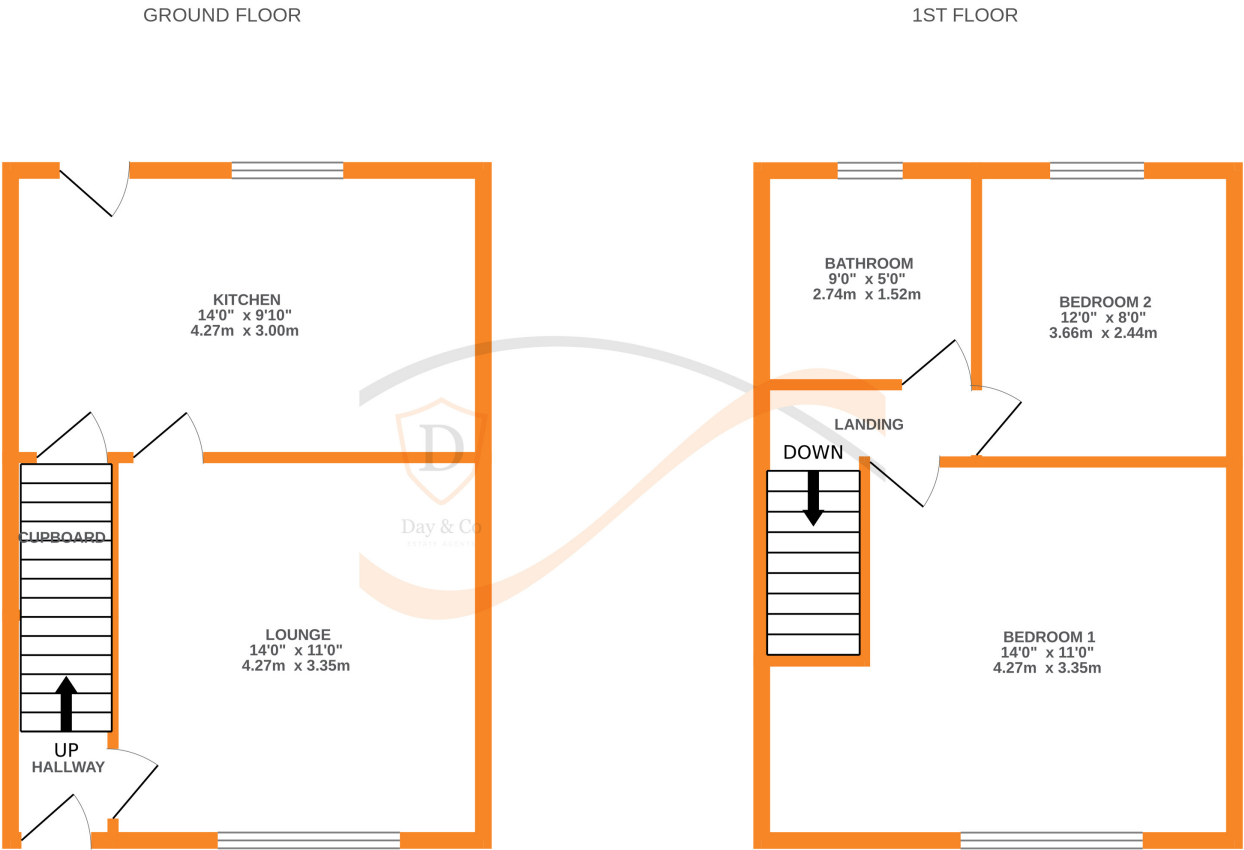 GROUND FLOOR
1ST FLOOR
KITCHEN
14'0" x 9'10"
4.27m x 3.00m
CUPBOARD
LOUNGE
14'0" x 11'0"
4.27m x 3.35m
UP
HALLWAY
D
Day & Co
ESTATE AGENTS
BATHROOM
9'0" x 5'0"
2.74m x 1.52m
BEDROOM 2
12'0" x 8'0"
3.66m x 2.44m
LANDING
DOWN
BEDROOM 1
14'0" x 11'0"
4.27m x 3.35m